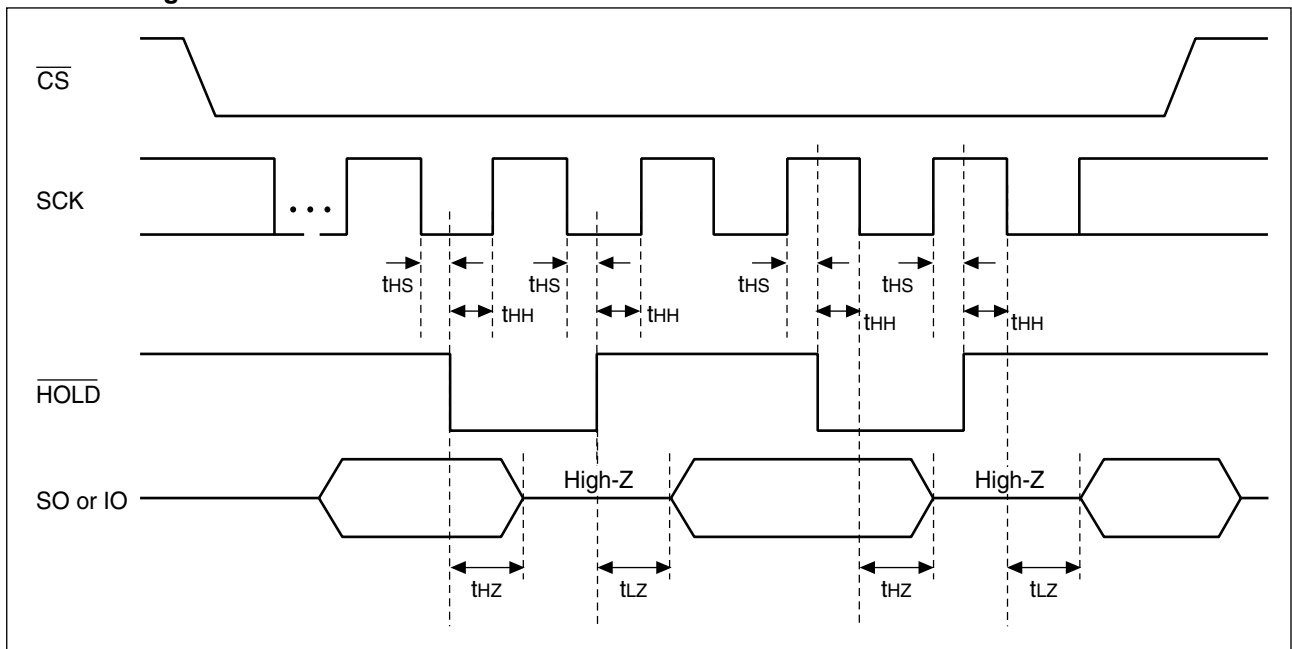 CS
SCK
• • •
tHS
tHS
tHS
tHS
tHH
tHH
tHH
tHH
HOLD
High-Z
High-Z
SO or IO
tHZ
tLZ
tHZ
tLZ